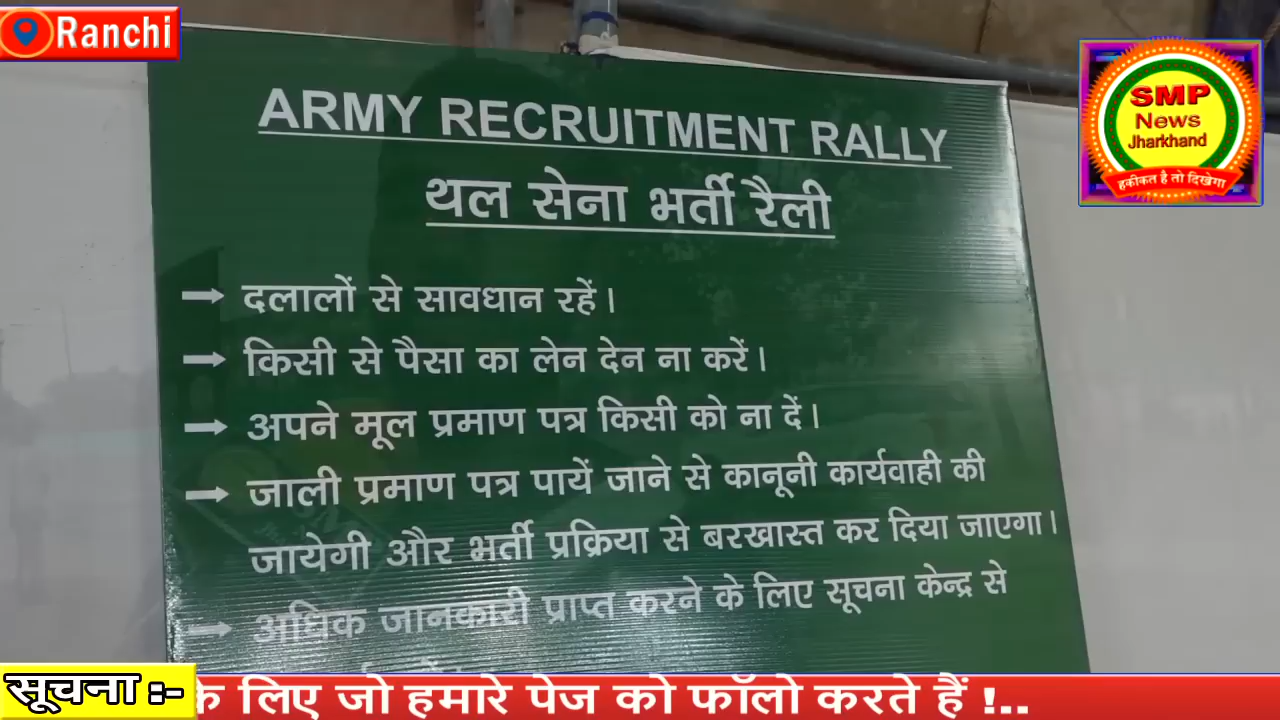 Ranchi
SMP
News
Jharkhand
हकीकत है तो दिखेगा
ARMY RECRUITMENT RALLY
थल सेना भर्ती रैली
→ दलालों से सावधान रहें।
→ किसी से पैसा का लेन देन ना करें।
→ अपने मूल प्रमाण पत्र किसी को ना दें।
→ जाली प्रमाण पत्र पायें जाने से कानूनी कार्यवाही की
जायेगी और भर्ती प्रक्रिया से बरखास्त कर दिया जाएगा।
→ अधिक जानकारी प्राप्त करने के लिए सूचना केन्द्र से
सूचना :-
के लिए जो हमारे पेज को फॉलो करते हैं !..